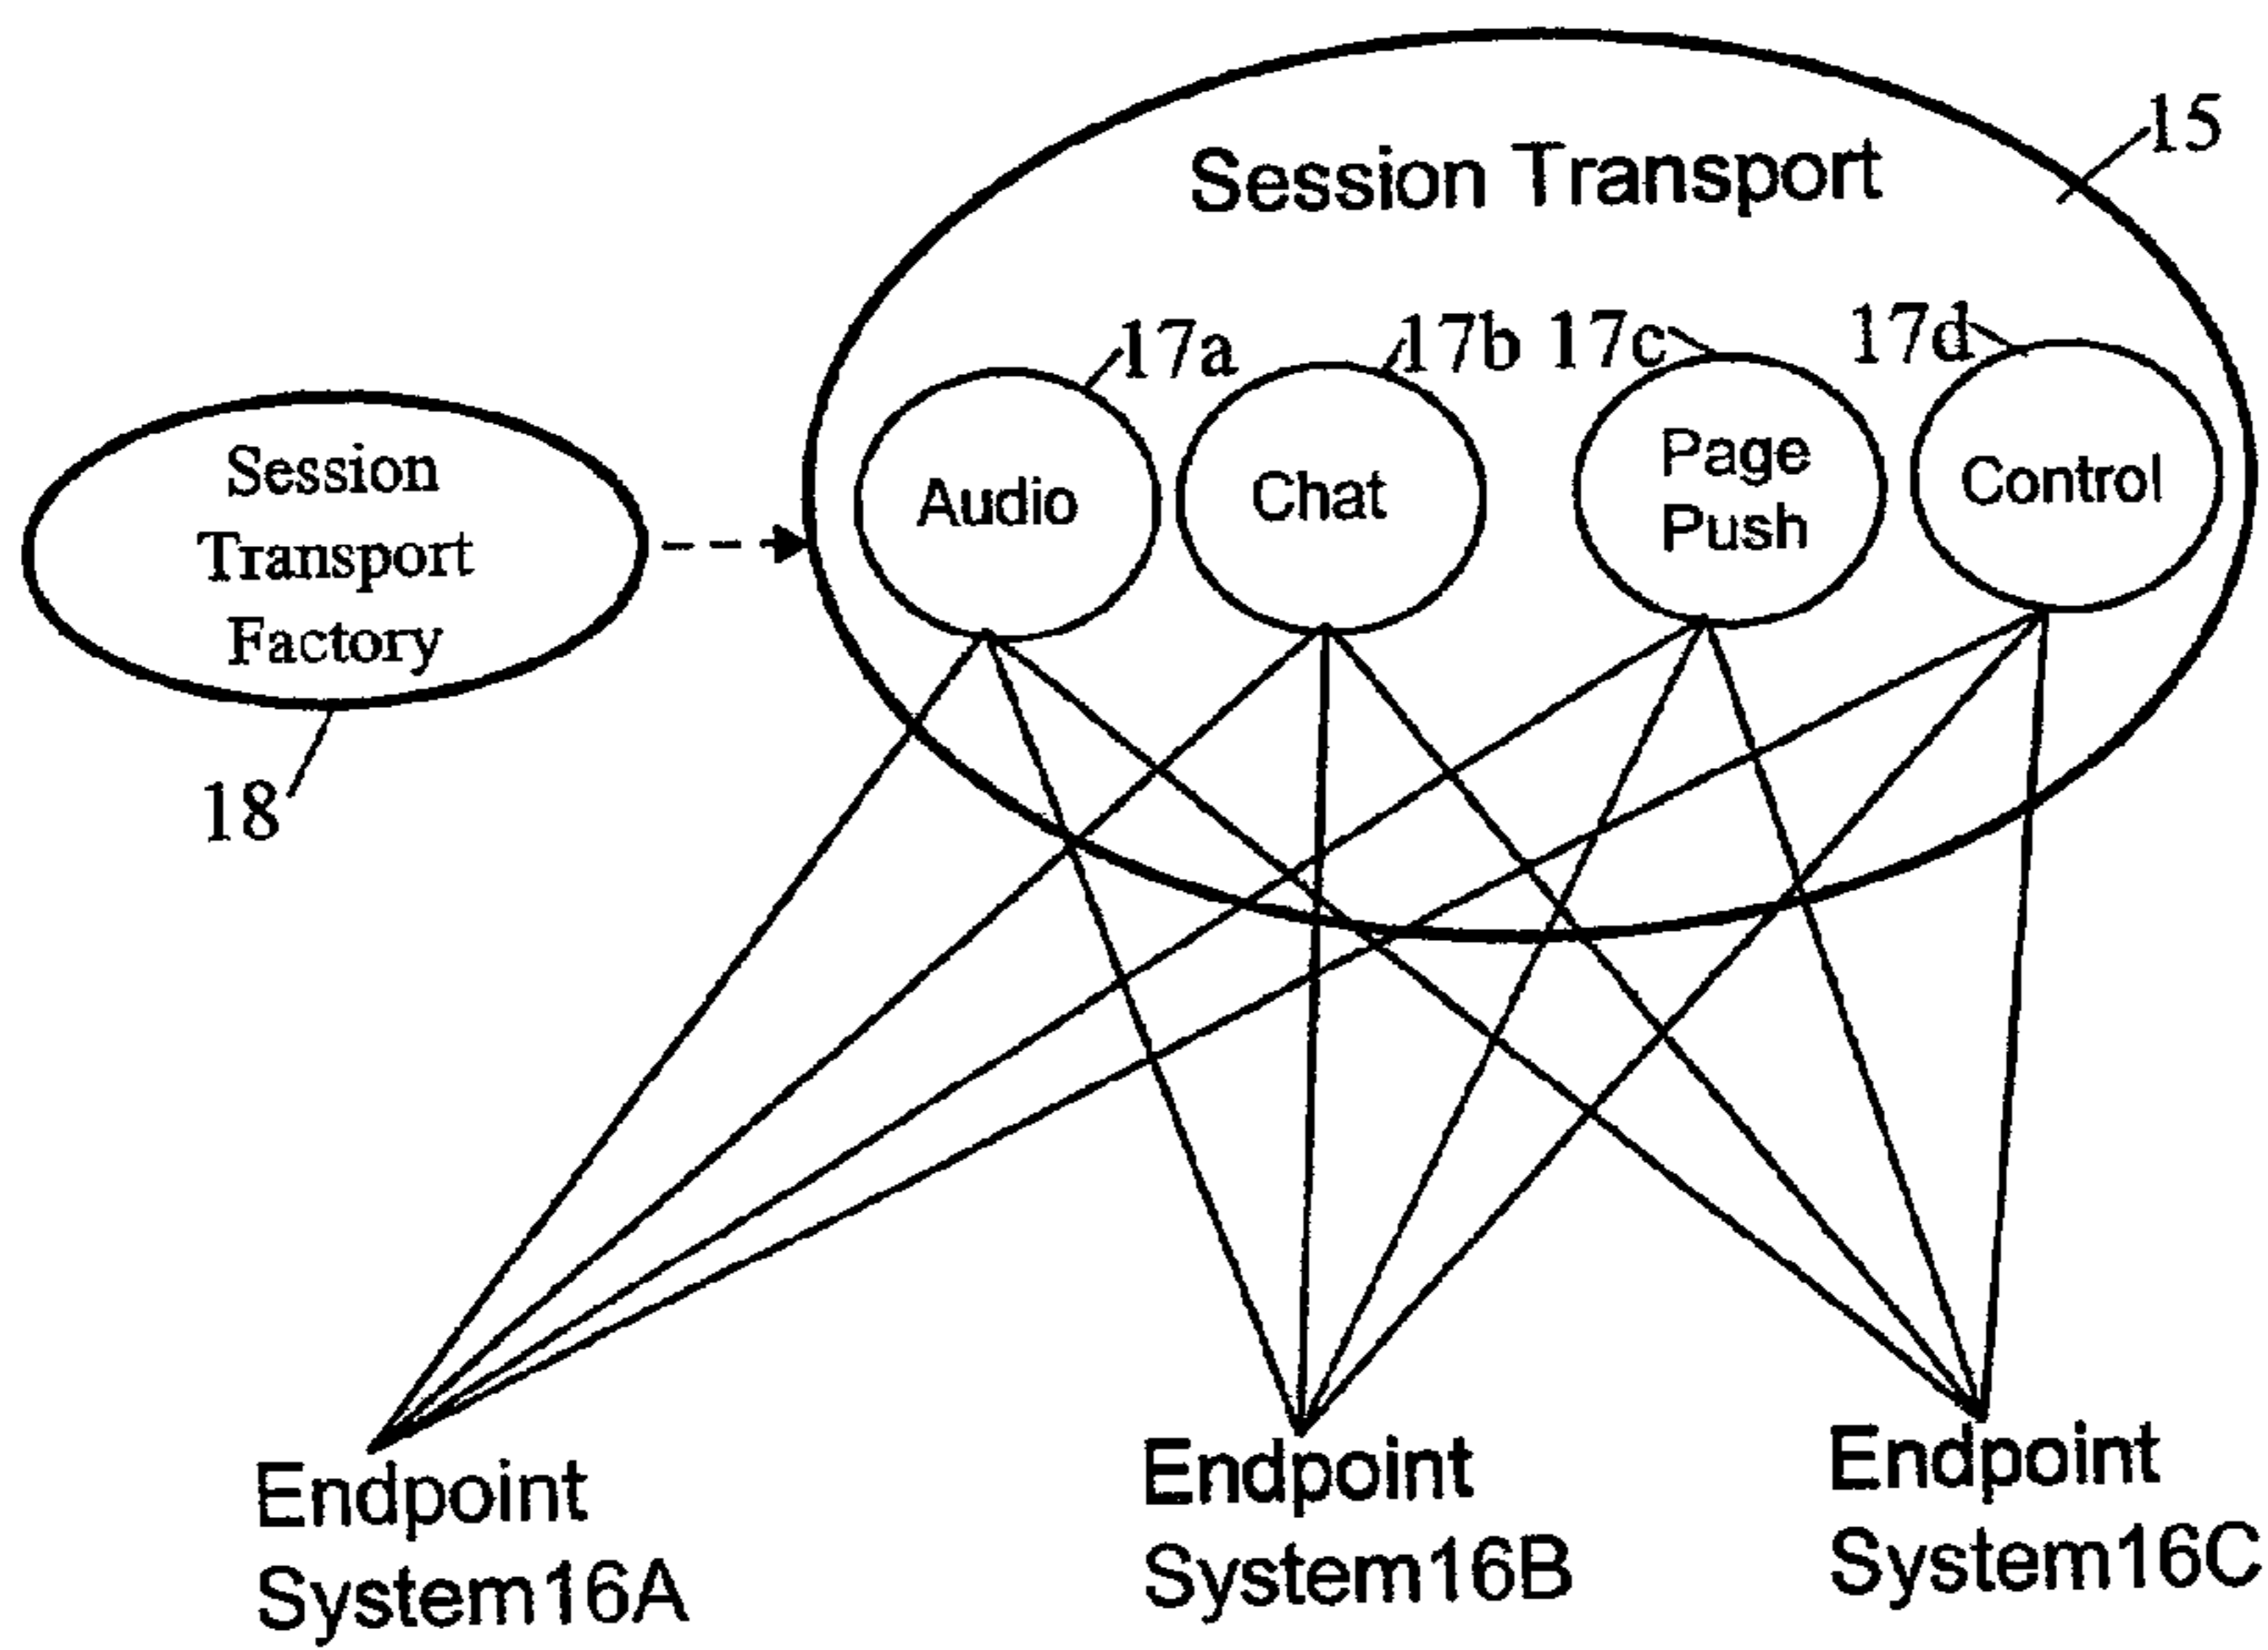 15
Session Transport
17a
17b
17c
17d
Session
Transport
Factory
Audio
Chat
Page
Push
Control
18
Endpoint
System16A
Endpoint
System16B
Endpoint
System16C